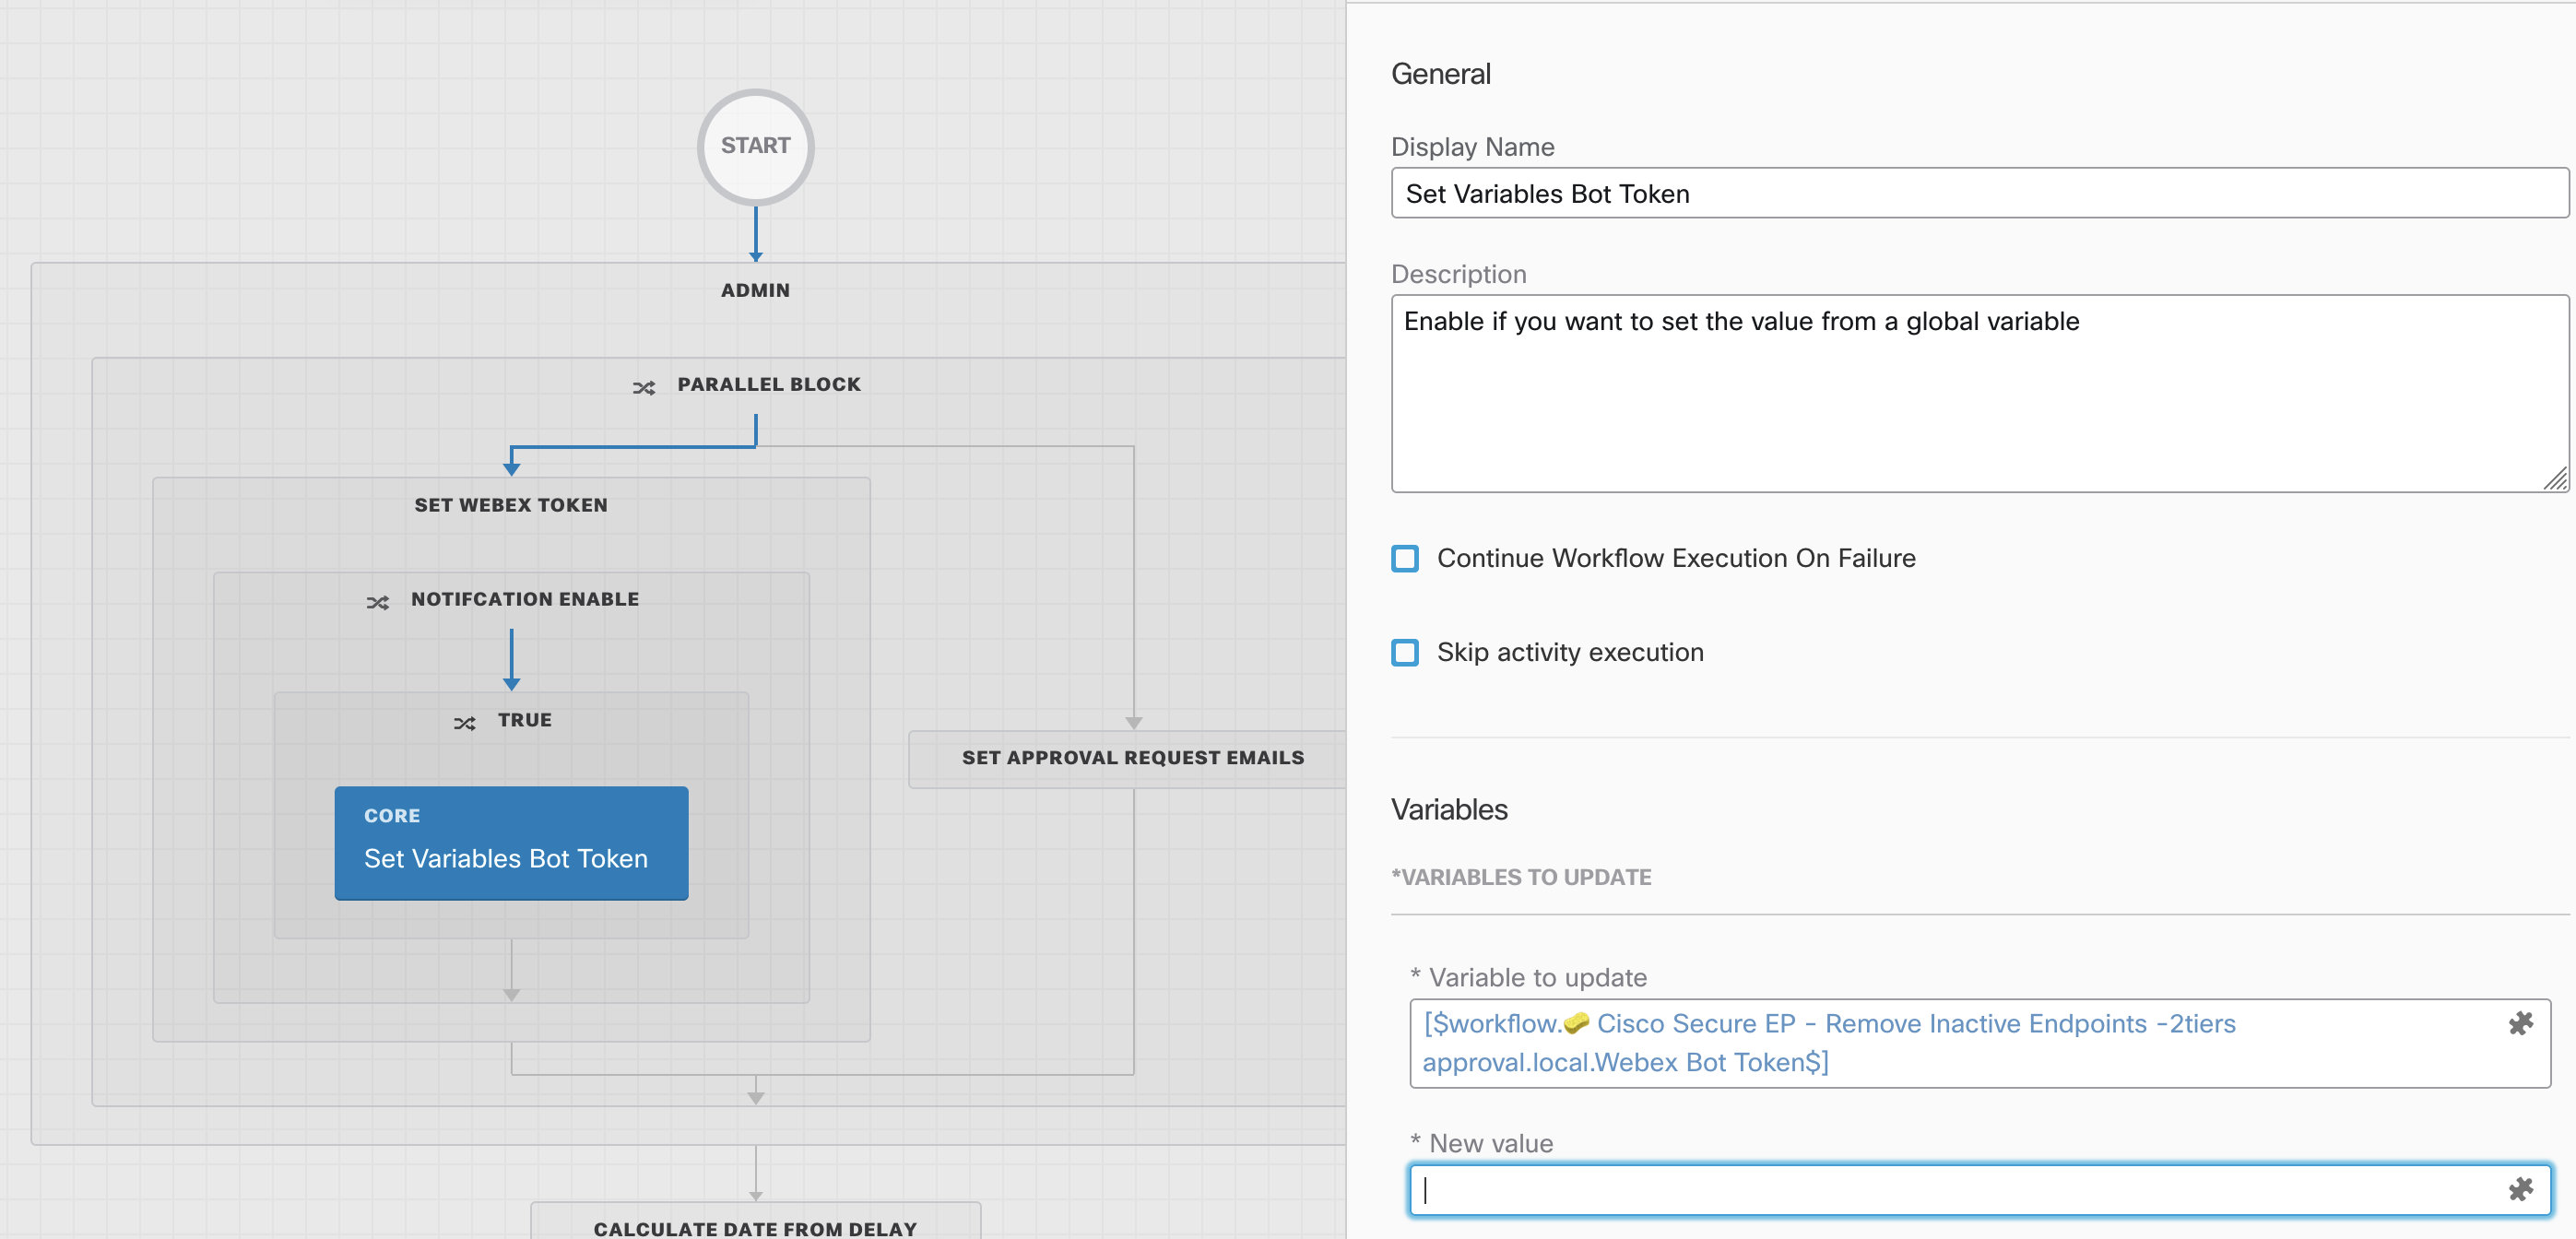 START
ADMIN
PARALLEL BLOCK
SET WEBEX TOKEN
NOTIFCATION ENABLE
TRUE
CORE
Set Variables Bot Token
SET APPROVAL REQUEST EMAILS
CALCULATE DATE FROM DELAY
General
Display Name
Set Variables Bot Token
Description
Enable if you want to set the value from a global variable
Continue Workflow Execution On Failure
Skip activity execution
Variables
*VARIABLES TO UPDATE
* Variable to update
[$workflow.🧽 Cisco Secure EP - Remove Inactive Endpoints -2tiers
approval.local.Webex Bot Token$]
* New value